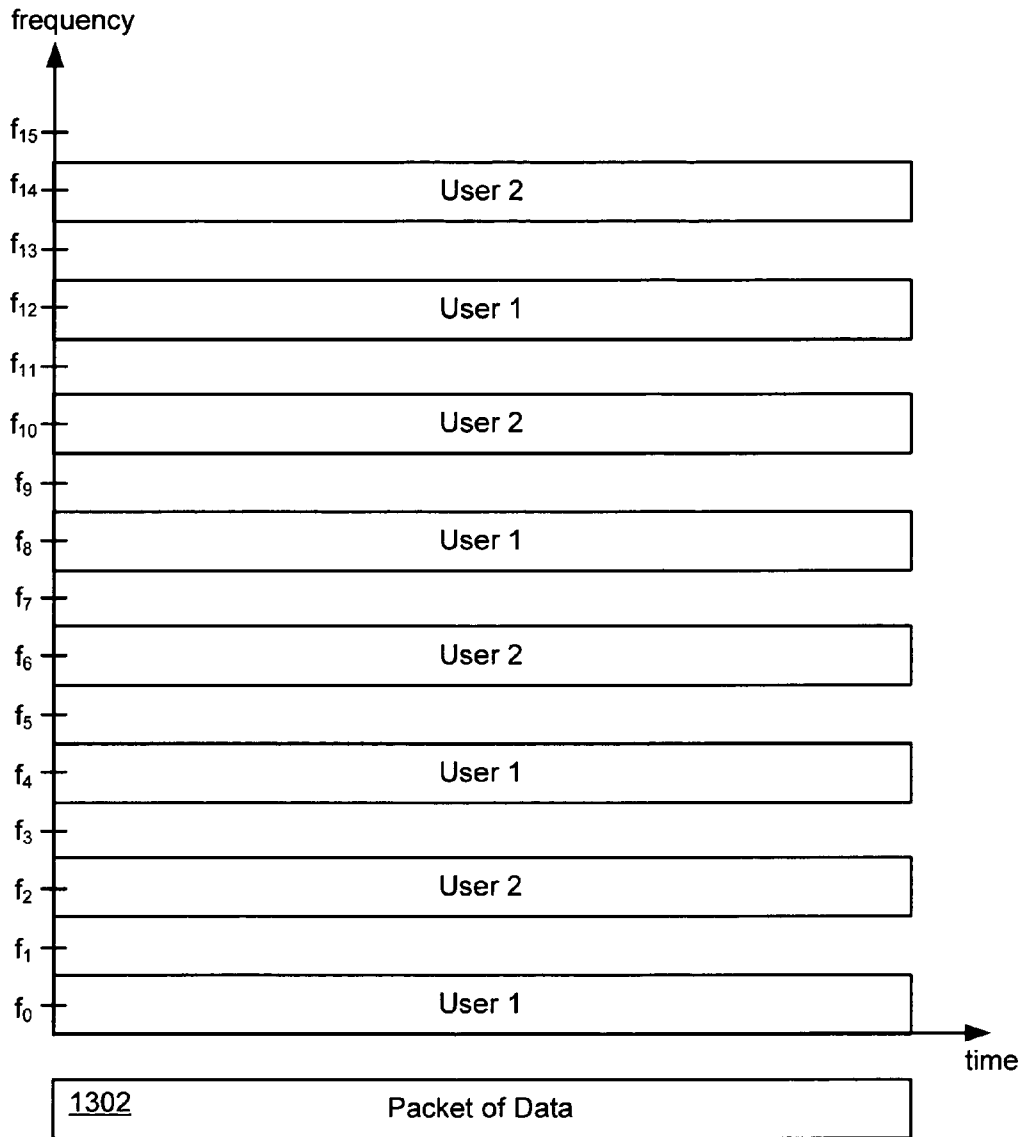 frequency
f15
f14 User 2
f13
f12 User 1
f11
f10 User 2
f9
f8 User 1
f7
f6 User 2
f5
f4 User 1
f3
f2 User 2
f1
f0 User 1
time
1302 Packet of Data